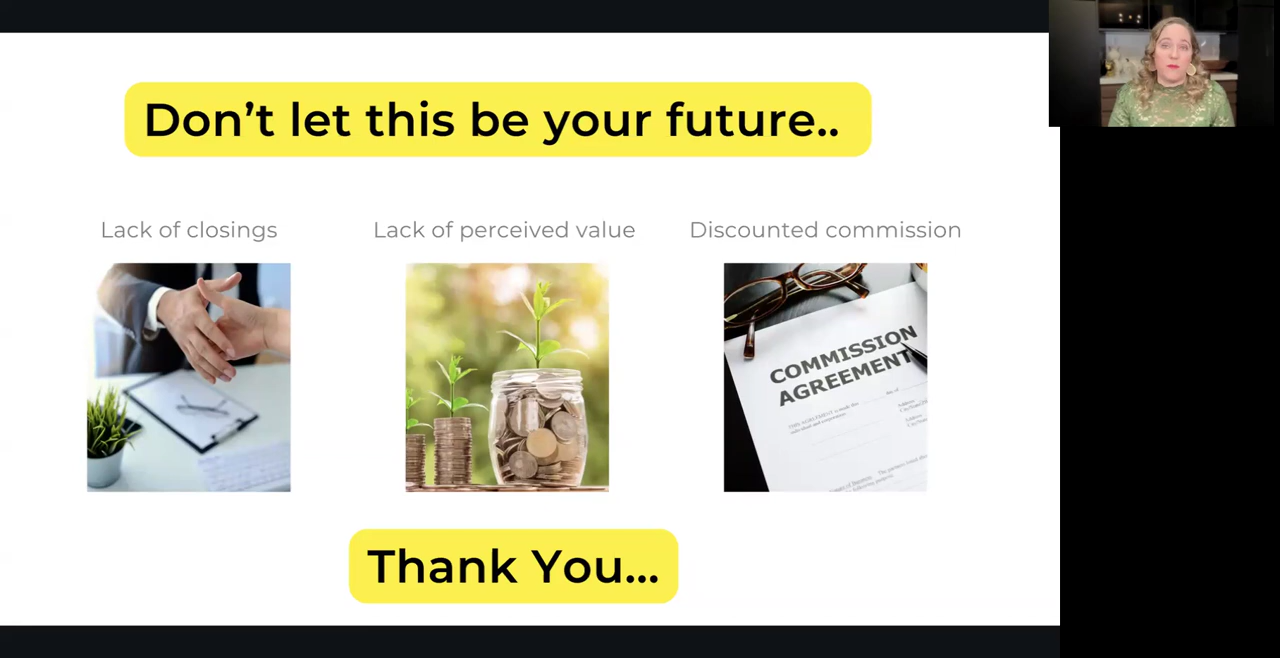 Don't let this be your future..
Lack of closings
Lack of perceived value
Discounted commission
COMMISSION
AGREEMENT
Thank You...